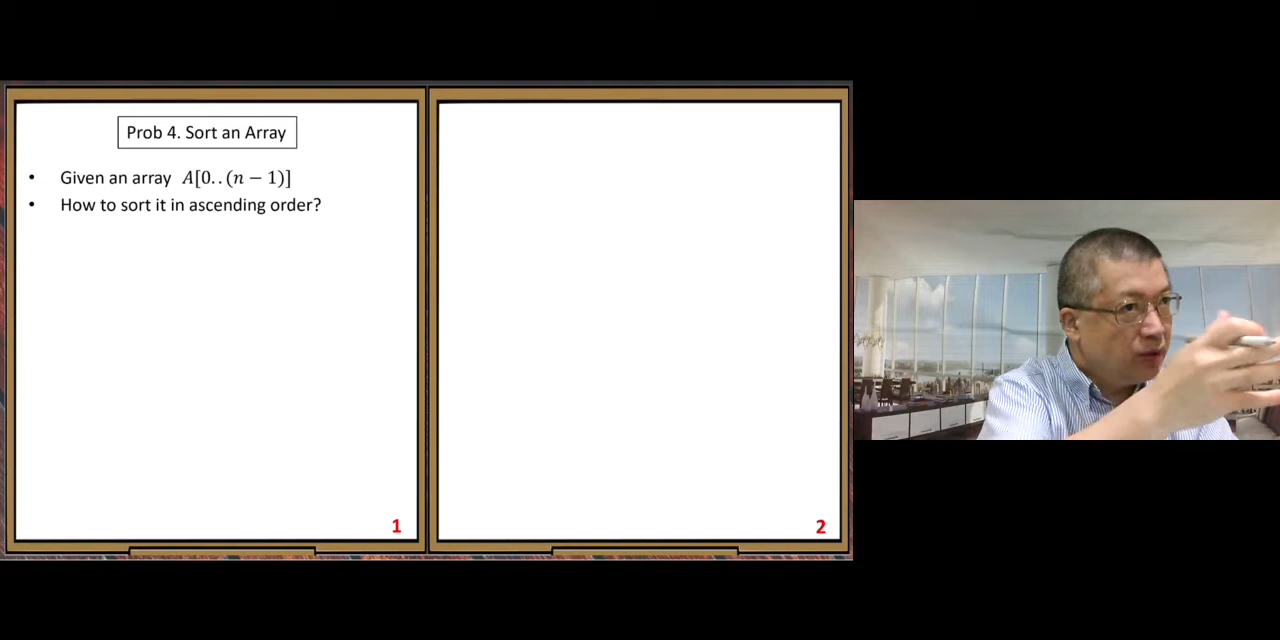 Prob 4. Sort an Array
• Given an array A[0..(n − 1)]
• How to sort it in ascending order?
1
2